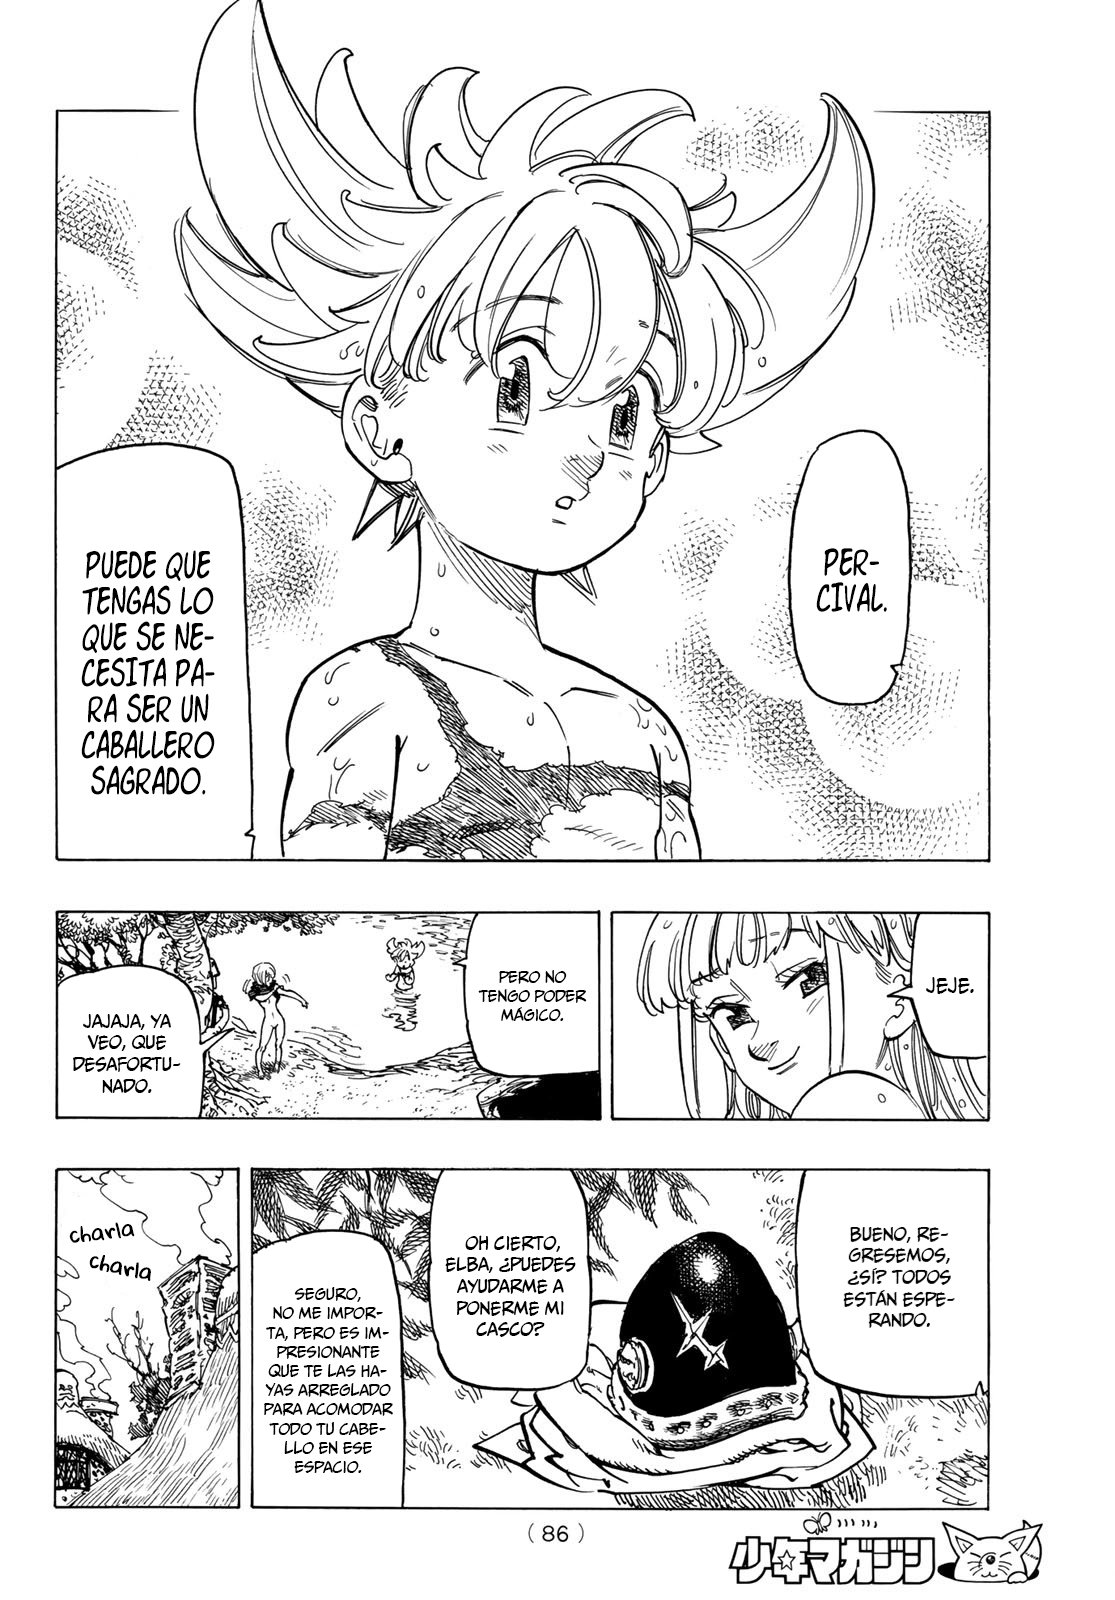 PER-
CIVAL.
PUEDE QUE
TENGAS LO
QUE SE NE-
CESITA PA-
RA SER UN
CABALLERO
SAGRADO.
JEJE.
PERO NO
TENGO PODER
MÁGICO.
JAJAJA, YA
VEO, QUE
DESAFORTU-
NADO.
BUENO, RE-
GRESEMOS,
¿SÍ? TODOS
ESTÁN ESPE-
RANDO.
OH CIERTO,
ELBA, ¿PUEDES
AYUDARME A
PONERME MI
CASCO?
SEGURO,
NO ME IMPOR-
TA, PERO ES IM-
PRESIONANTE
QUE TE LAS HA-
YAS ARREGLADO
PARA ACOMODAR
TODO TU CABE-
LLO EN ESE
ESPACIO.
charla
charla
( 86 )
少年マガジン